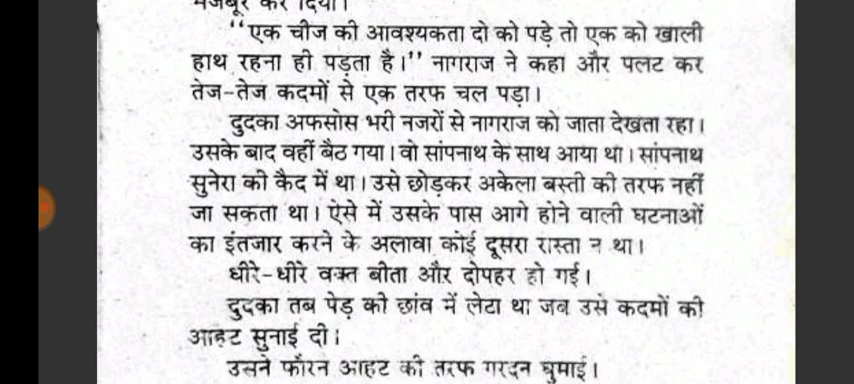 मजबूर कर दिया।
“एक चीज की आवश्यकता दो को पड़े तो एक को खाली
हाथ रहना ही पड़ता है।” नागराज ने कहा और पलट कर
तेज-तेज कदमों से एक तरफ चल पड़ा।
दुदका अफसोस भरी नजरों से नागराज को जाता देखता रहा।
उसके बाद वहीं बैठ गया। वो सांपनाथ के साथ आया था। सांपनाथ
सुनेरा की कैद में था। उसे छोड़कर अकेला बस्ती की तरफ नहीं
जा सकता था। ऐसे में उसके पास आगे होने वाली घटनाओं
का इंतजार करने के अलावा कोई दूसरा रास्ता न था।
धीरे-धीरे वक्त बीता और दोपहर हो गई।
दुदका तब पेड़ की छांव में लेटा था जब उसे कदमों की
आहट सुनाई दी।
उसने फौरन आहट की तरफ गरदन घुमाई।